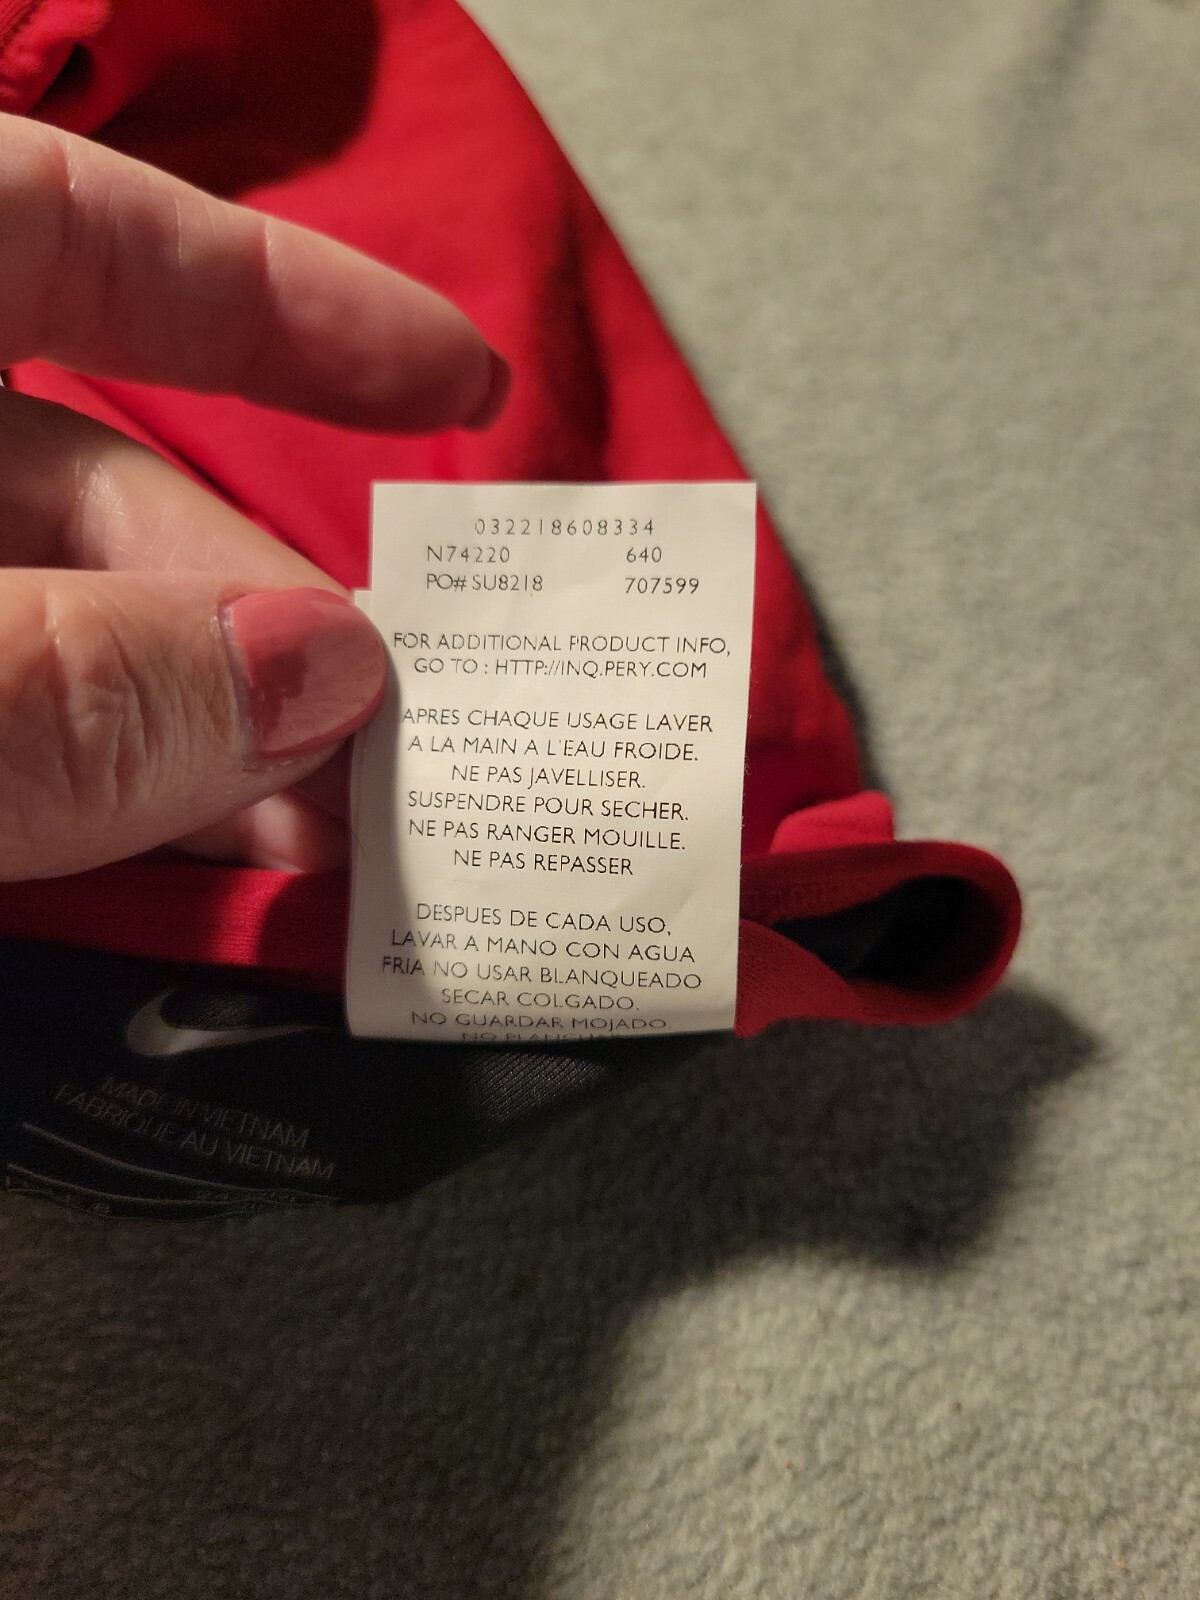 032218608334
N74220 640
PO# SU8218 707599
FOR ADDITIONAL PRODUCT INFO,
GO TO : HTTP://INQ.PERY.COM
APRES CHAQUE USAGE LAVER
A LA MAIN A L'EAU FROIDE.
NE PAS JAVELLISER.
SUSPENDRE POUR SECHER.
NE PAS RANGER MOUILLE.
NE PAS REPASSER
DESPUES DE CADA USO,
LAVAR A MANO CON AGUA
FRIA NO USAR BLANQUEADO
SECAR COLGADO.
NO GUARDAR MOJADO
MADE IN VIETNAM
FABRIQUE AU VIETNAM